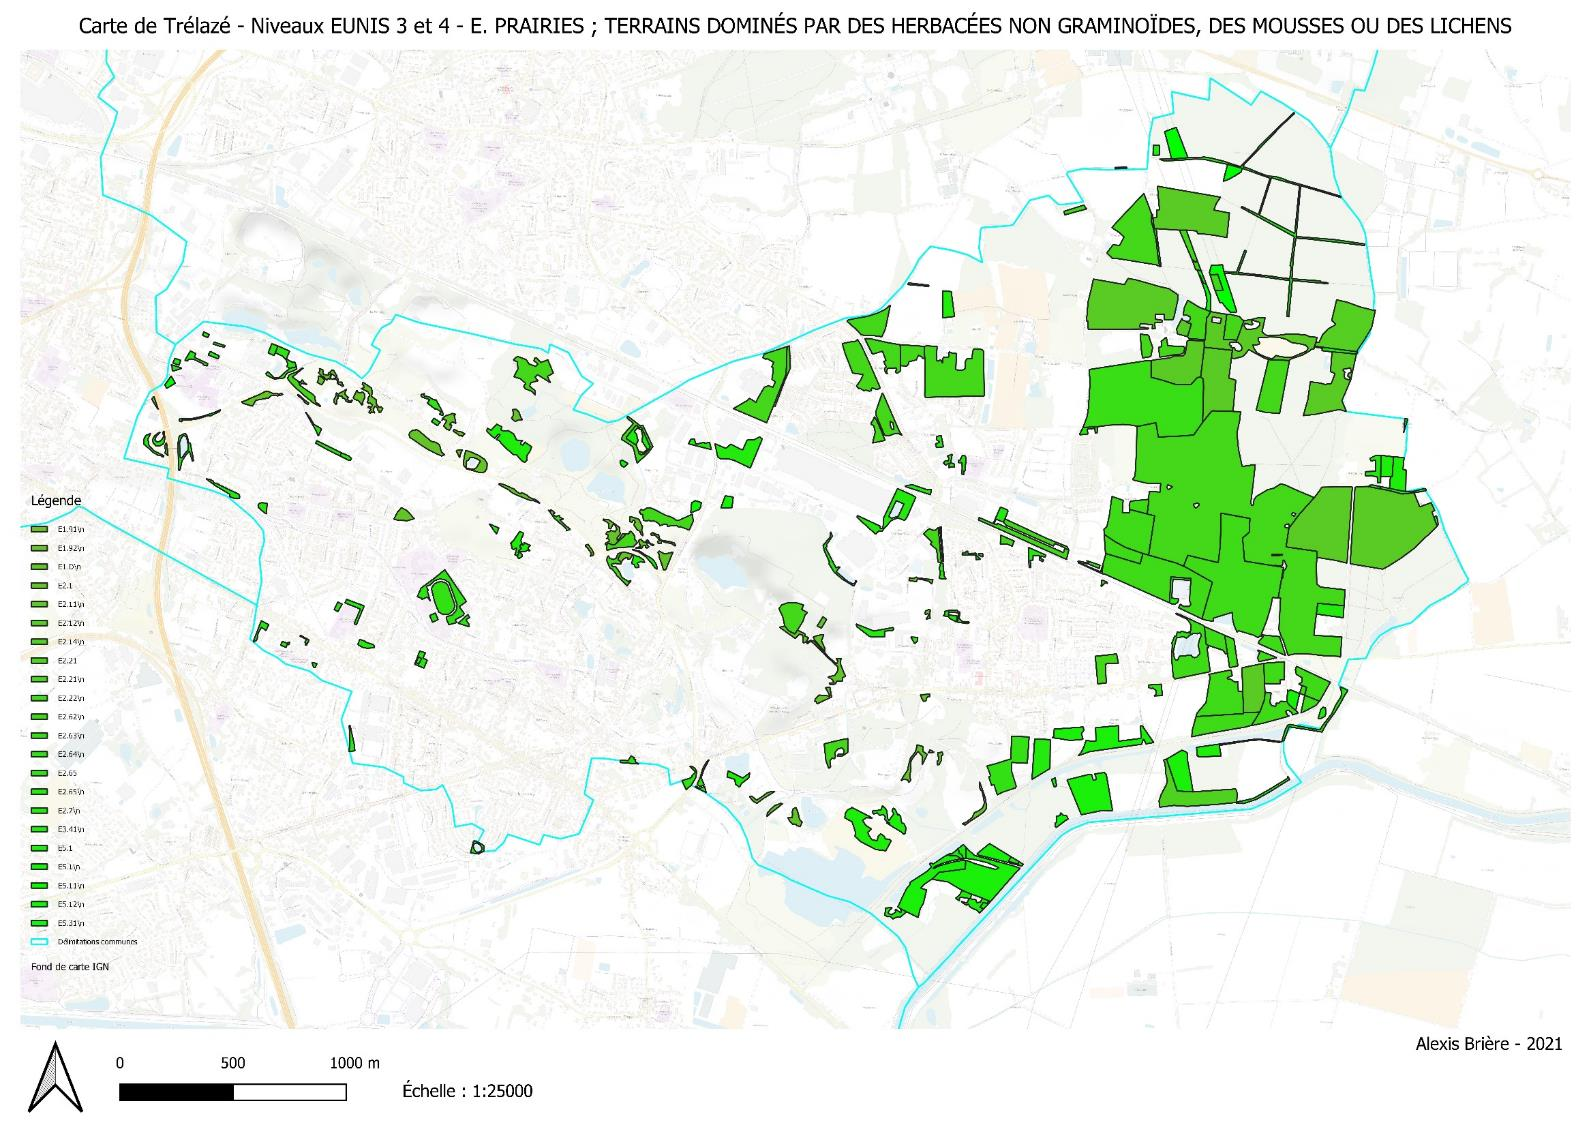 Carte de Trélazé - Niveaux EUNIS 3 et 4 - E. PRAIRIES ; TERRAINS DOMINÉS PAR DES HERBACÉES NON GRAMINOÏDES, DES MOUSSES OU DES LICHENS
Légende
E1.91\n
E1.92\n
E1.D\n
E2.1
E2.11\n
E2.12\n
E2.14\n
E2.21
E2.21\n
E2.22\n
E2.62\n
E2.63\n
E2.64\n
E2.65
E2.65\n
E2.7\n
E3.41\n
E5.1
E5.1\n
E5.11\n
E5.12\n
E5.31\n
Délimitations communes
Fond de carte IGN
Alexis Brière - 2021
0 500 1000 m
Échelle : 1:25000